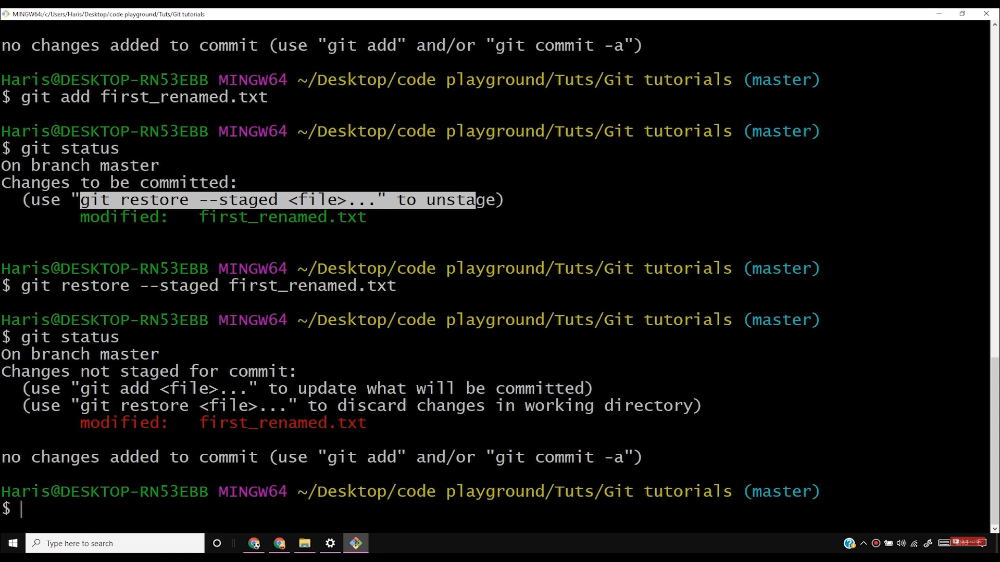 MINGW64:/c/Users/Haris/Desktop/code playground/Tuts/Git tutorials
no changes added to commit (use "git add" and/or "git commit -a")
Haris@DESKTOP-RN53EBB MINGW64 ~/Desktop/code playground/Tuts/Git tutorials (master)
$ git add first_renamed.txt
Haris@DESKTOP-RN53EBB MINGW64 ~/Desktop/code playground/Tuts/Git tutorials (master)
$ git status
On branch master
Changes to be committed:
  (use "git restore --staged <file>..." to unstage)
        modified:   first_renamed.txt
Haris@DESKTOP-RN53EBB MINGW64 ~/Desktop/code playground/Tuts/Git tutorials (master)
$ git restore --staged first_renamed.txt
Haris@DESKTOP-RN53EBB MINGW64 ~/Desktop/code playground/Tuts/Git tutorials (master)
$ git status
On branch master
Changes not staged for commit:
  (use "git add <file>..." to update what will be committed)
  (use "git restore <file>..." to discard changes in working directory)
        modified:   first_renamed.txt
no changes added to commit (use "git add" and/or "git commit -a")
Haris@DESKTOP-RN53EBB MINGW64 ~/Desktop/code playground/Tuts/Git tutorials (master)
$
Type here to search
Subscribe